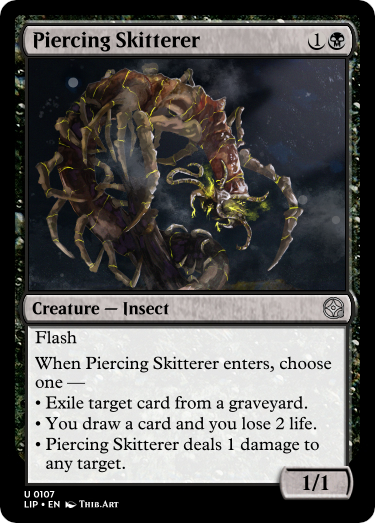 Piercing Skitterer 1
Creature — Insect
Flash
When Piercing Skitterer enters, choose
one —
• Exile target card from a graveyard.
• You draw a card and you lose 2 life.
• Piercing Skitterer deals 1 damage to
any target.
1/1
U 0107
LIP • EN Thib.Art